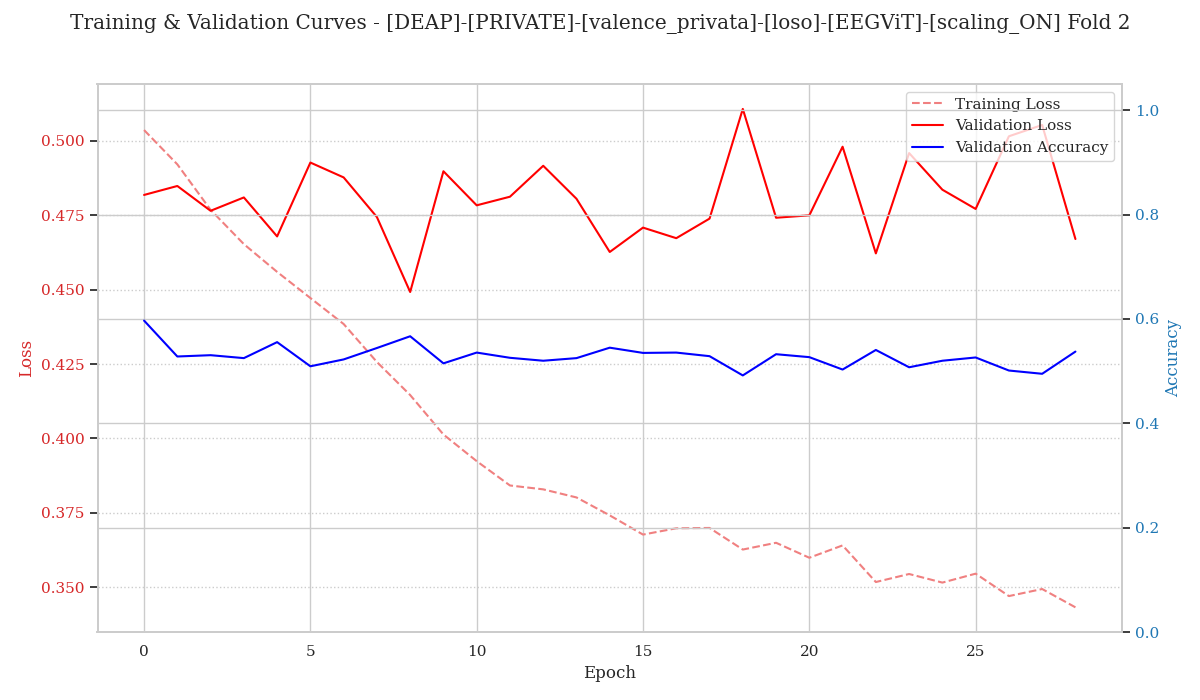 Training & Validation Curves - [DEAP]-[PRIVATE]-[valence_privata]-[loso]-[EEGViT]-[scaling_ON] Fold 2
Training Loss
Validation Loss
Validation Accuracy
Loss
0.500
0.475
0.450
0.425
0.400
0.375
0.350
1.0
0.8
0.6
0.4
0.2
0.0
Accuracy
0
5
10
15
20
25
Epoch